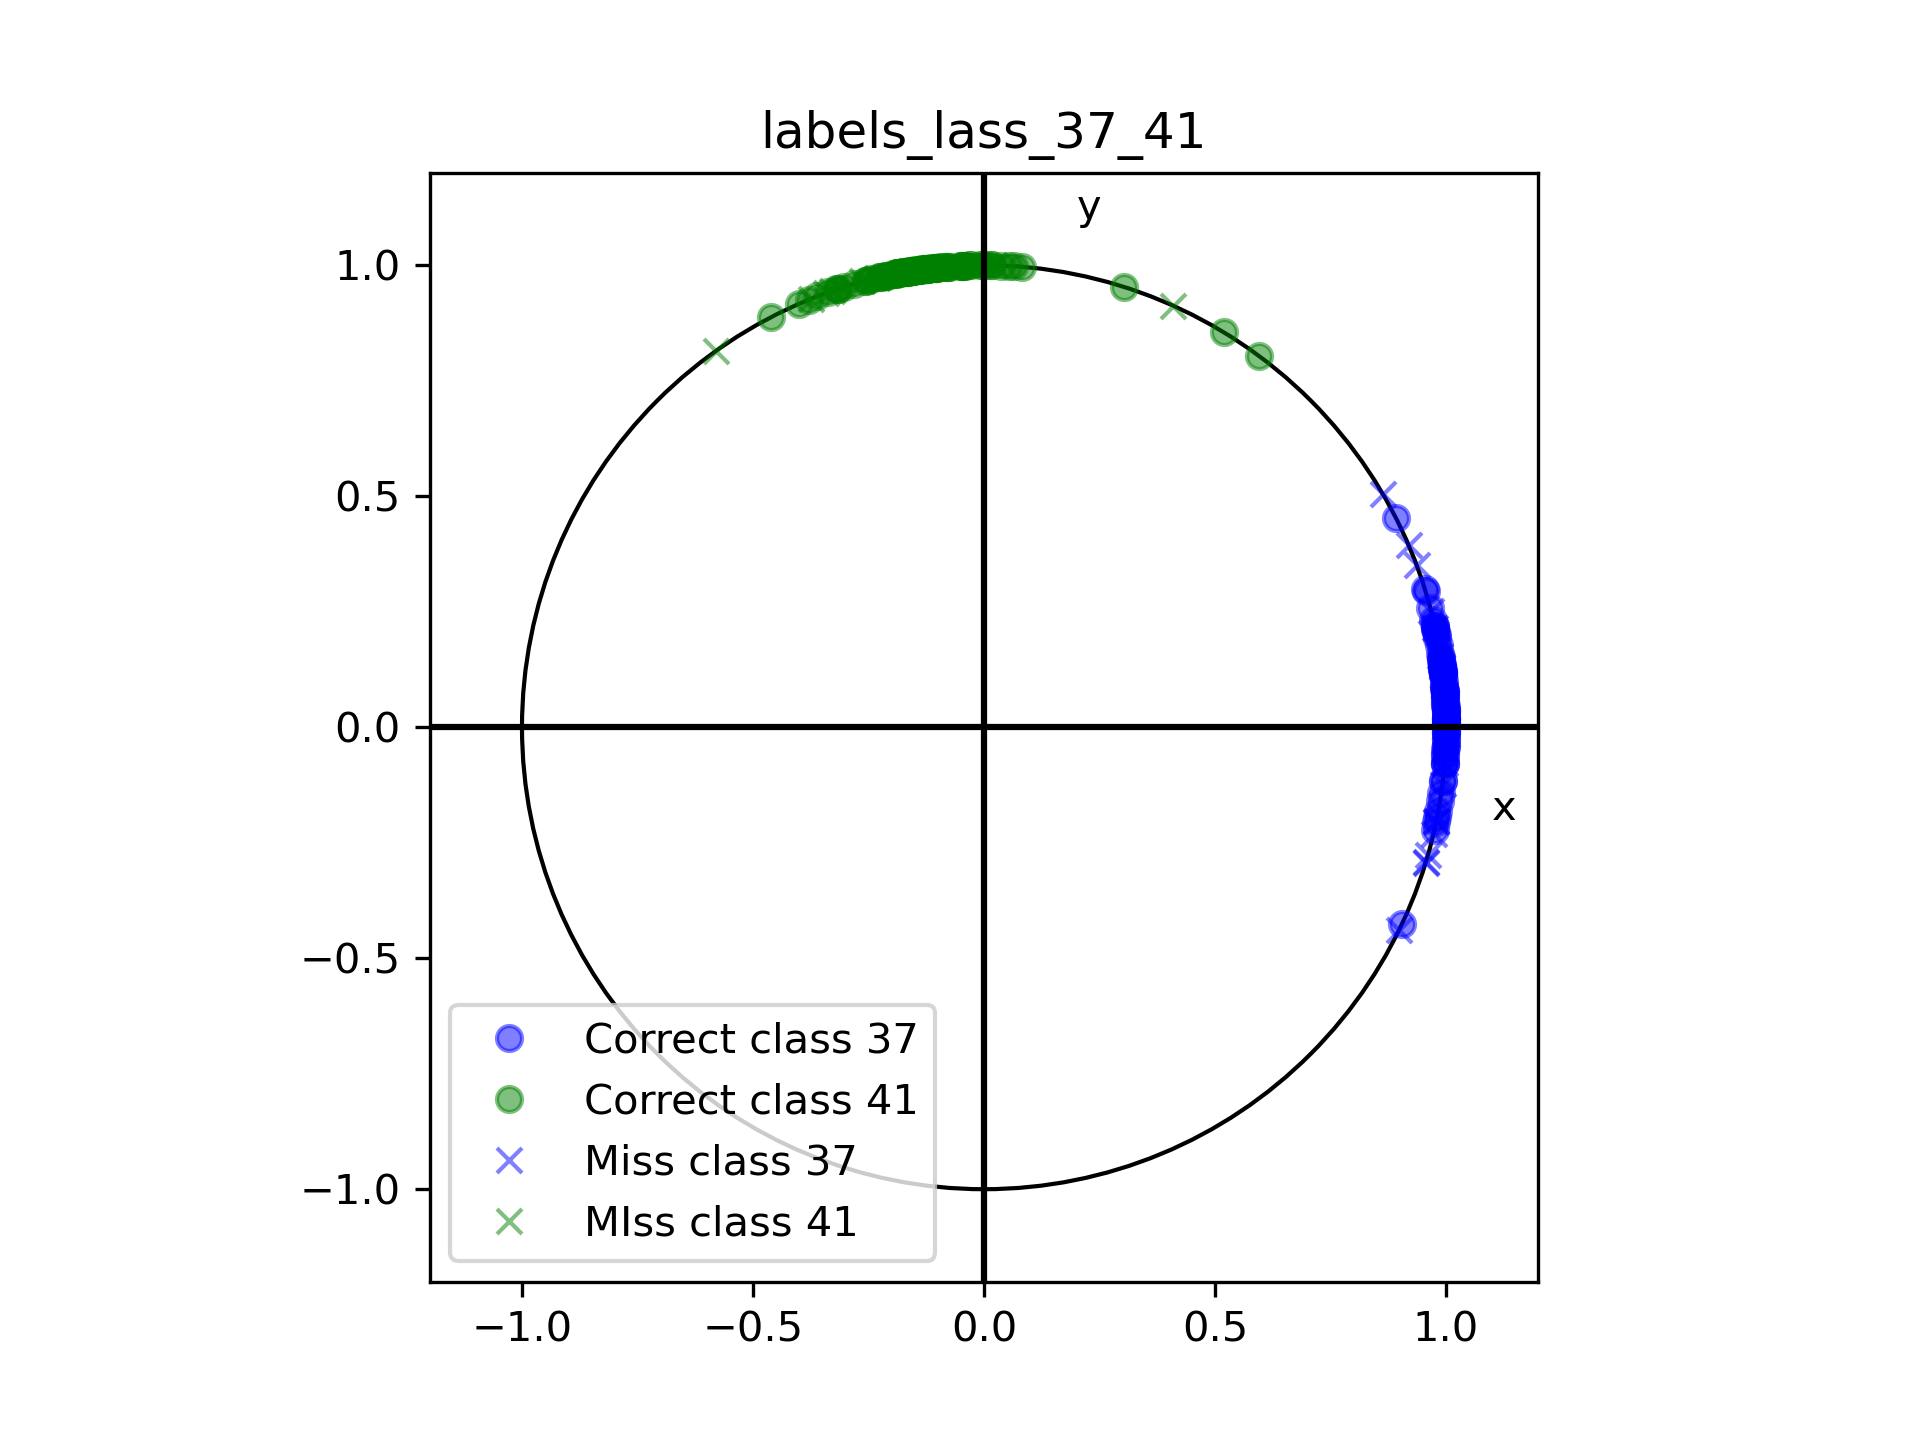 labels_lass_37_41
y
1.0
0.5
0.0
x
−0.5
−1.0
Correct class 37
Correct class 41
Miss class 37
MIss class 41
−1.0 −0.5 0.0 0.5 1.0